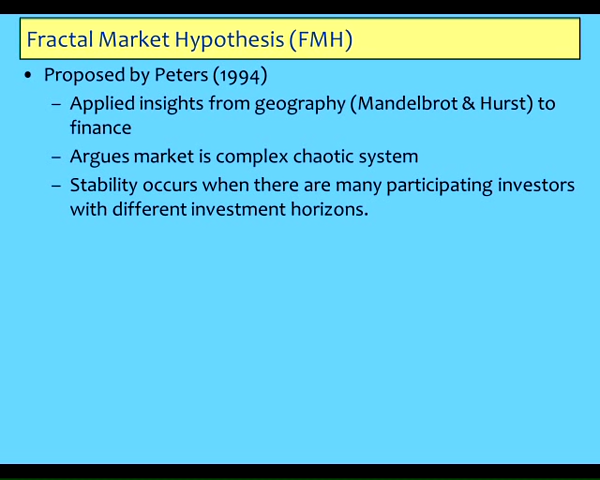 Fractal Market Hypothesis (FMH)
• Proposed by Peters (1994)
– Applied insights from geography (Mandelbrot & Hurst) to
finance
– Argues market is complex chaotic system
– Stability occurs when there are many participating investors
with different investment horizons.